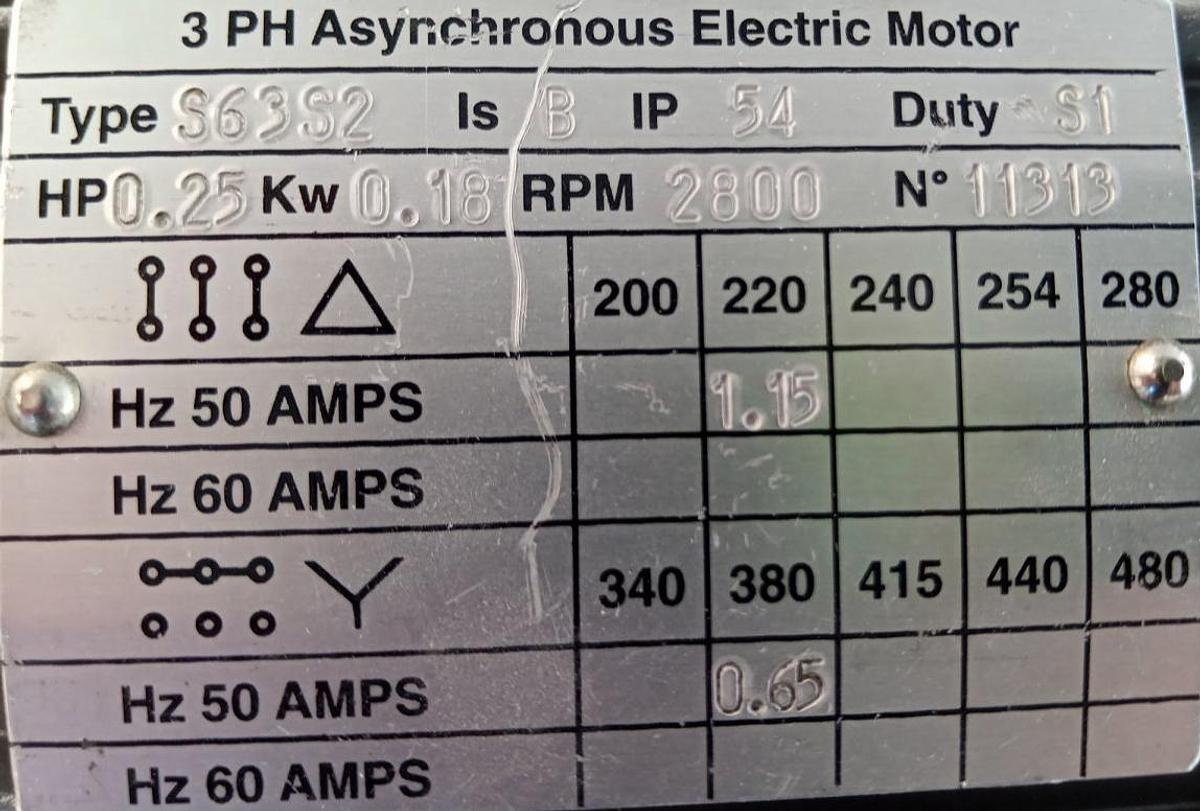 3 PH Asynchronous Electric Motor
Type S63S2 Is B IP 54 Duty S1
HP 0.25 Kw 0.18 RPM 2800 N° 11313
200 220 240 254 280
Hz 50 AMPS 1.15
Hz 60 AMPS
340 380 415 440 480
Hz 50 AMPS 0.65
Hz 60 AMPS